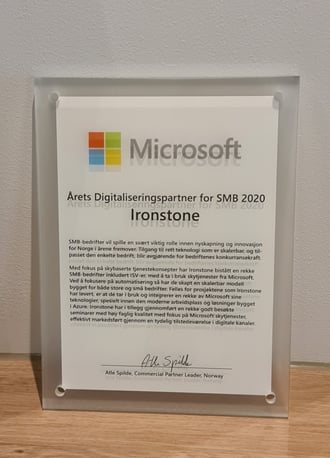 Microsoft
Årets Digitaliseringspartner for SMB 2020
Ironstone
SMB-bedrifter vil spille en svært viktig rolle innen nyskapning og innovasjon
for Norge i årene fremover. Tilgang til rett teknologi som er skalerbar, og til-
passet den enkelte bedrift, blir avgjørende for bedriftenes konkurransekraft.
Med fokus på skybaserte tjenestekonsepter har Ironstone bistått en rekke
SMB-bedrifter inkludert ISV-er, med å ta i bruk skytjenester fra Microsoft.
Ved å fokusere på automatisering så har de skapt en skalerbar modell
bygget for både store og små bedrifter. Felles for prosjektene som Ironstone
har levert, er at de tar i bruk og integrerer en rekke av Microsoft sine
teknologier, spesielt innen den moderne arbeidsplass og løsninger bygget
i Azure. Ironstone har i tillegg gjennomført en rekke godt besøkte
seminarer med høy faglig kvalitet med fokus på Microsoft skytjenester,
effektivt markedsført gjennom en tydelig tilstedeværelse i digitale kanaler.
Atle Spilde
Atle Spilde, Commercial Partner Leader, Norway